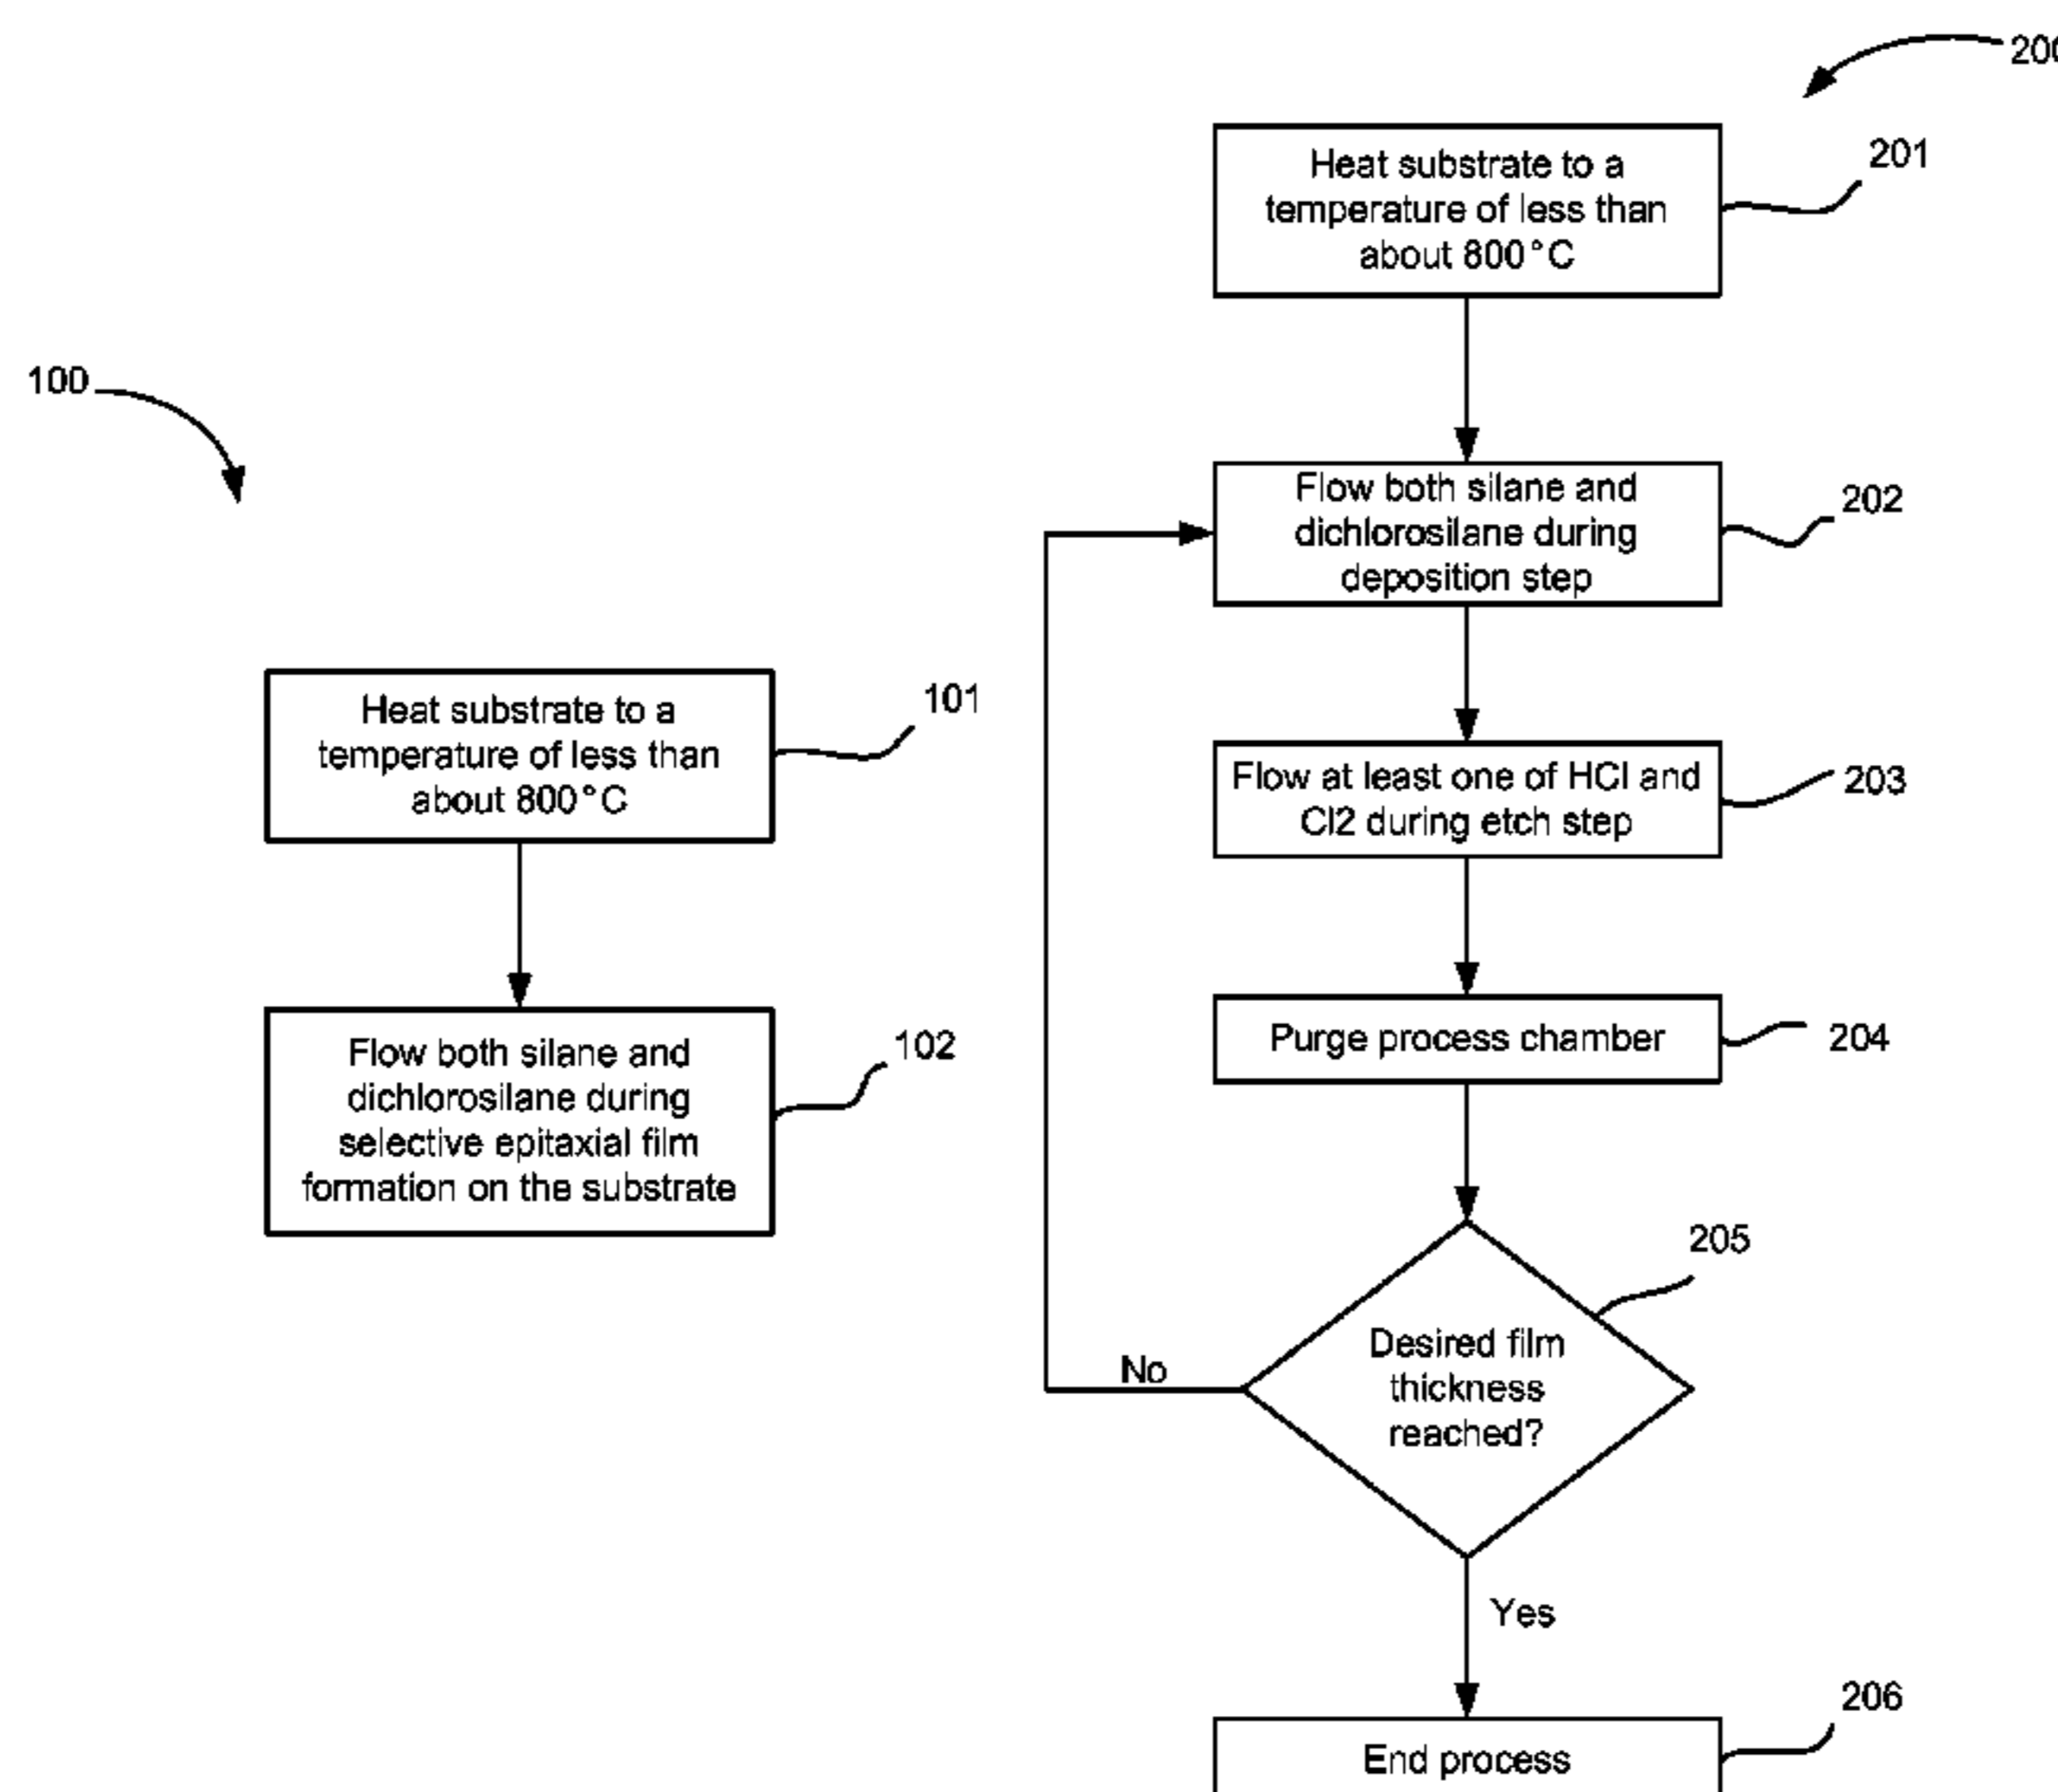 100
Heat substrate to a
temperature of less than
about 800°C
101
Flow both silane and
dichlorosilane during
selective epitaxial film
formation on the substrate
102
200
Heat substrate to a
temperature of less than
about 800°C
201
Flow both silane and
dichlorosilane during
deposition step
202
Flow at least one of HCl and
Cl2 during etch step
203
Purge process chamber
204
205
Desired film
thickness
reached?
No
Yes
End process
206